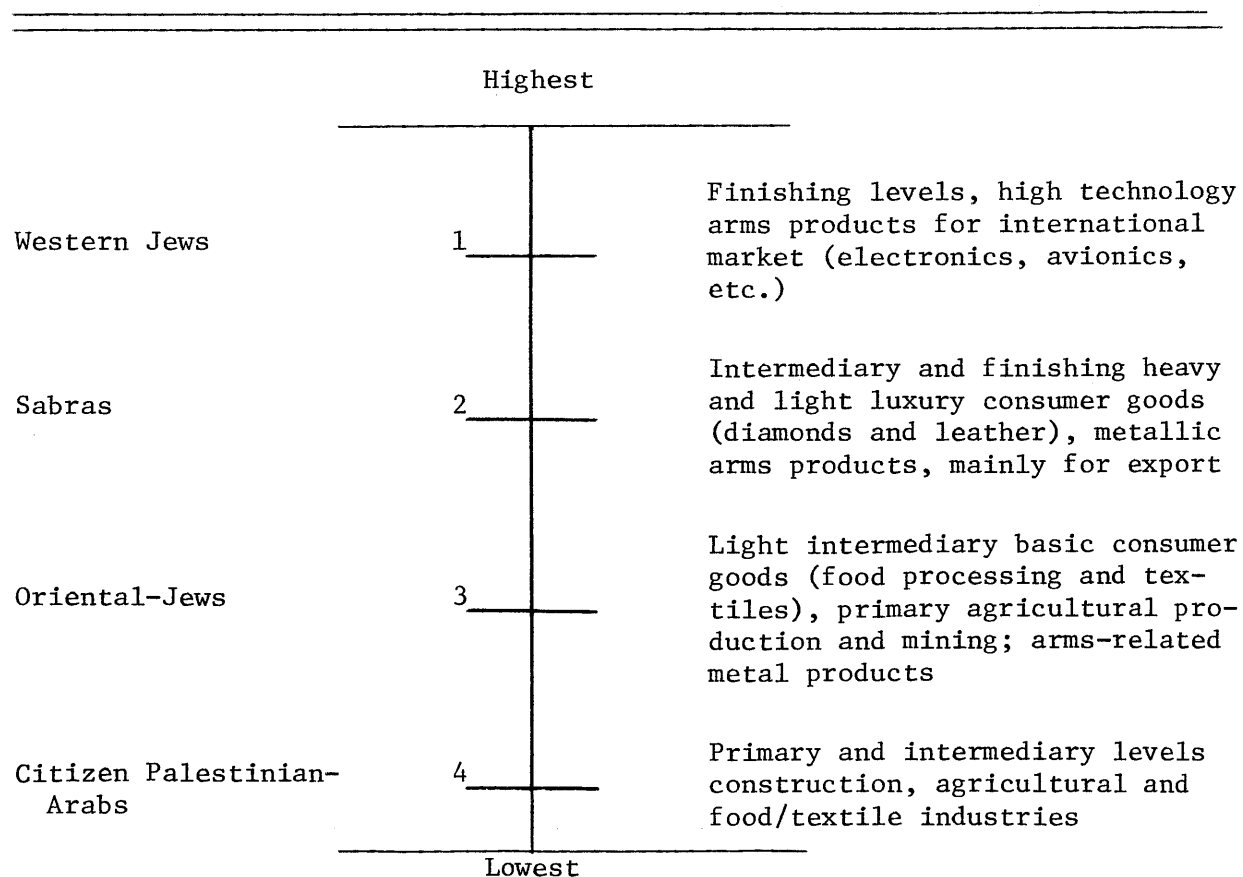 Highest
Western Jews
1
Finishing levels, high technology
arms products for international
market (electronics, avionics,
etc.)
Sabras
2
Intermediary and finishing heavy
and light luxury consumer goods
(diamonds and leather), metallic
arms products, mainly for export
Oriental-Jews
3
Light intermediary basic consumer
goods (food processing and tex-
tiles), primary agricultural pro-
duction and mining; arms-related
metal products
Citizen Palestinian-
Arabs
4
Primary and intermediary levels
construction, agricultural and
food/textile industries
Lowest